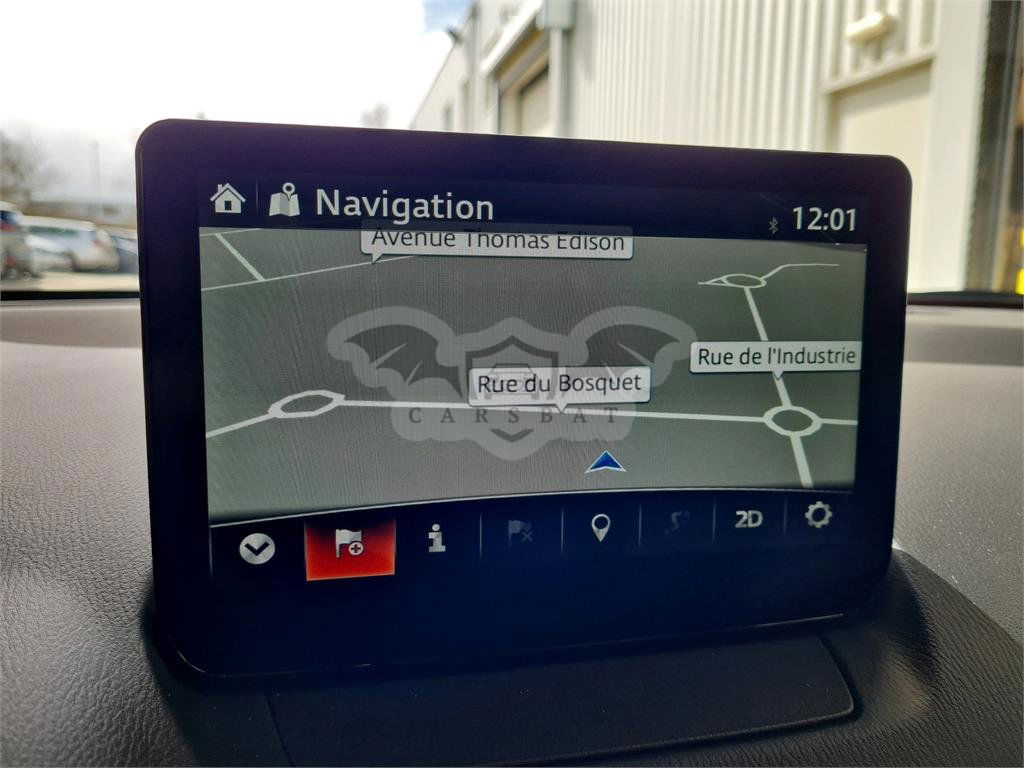 Navigation
12:01
Avenue Thomas Edison
Rue de l'Industrie
Rue du Bosquet
CARSBAT
2D